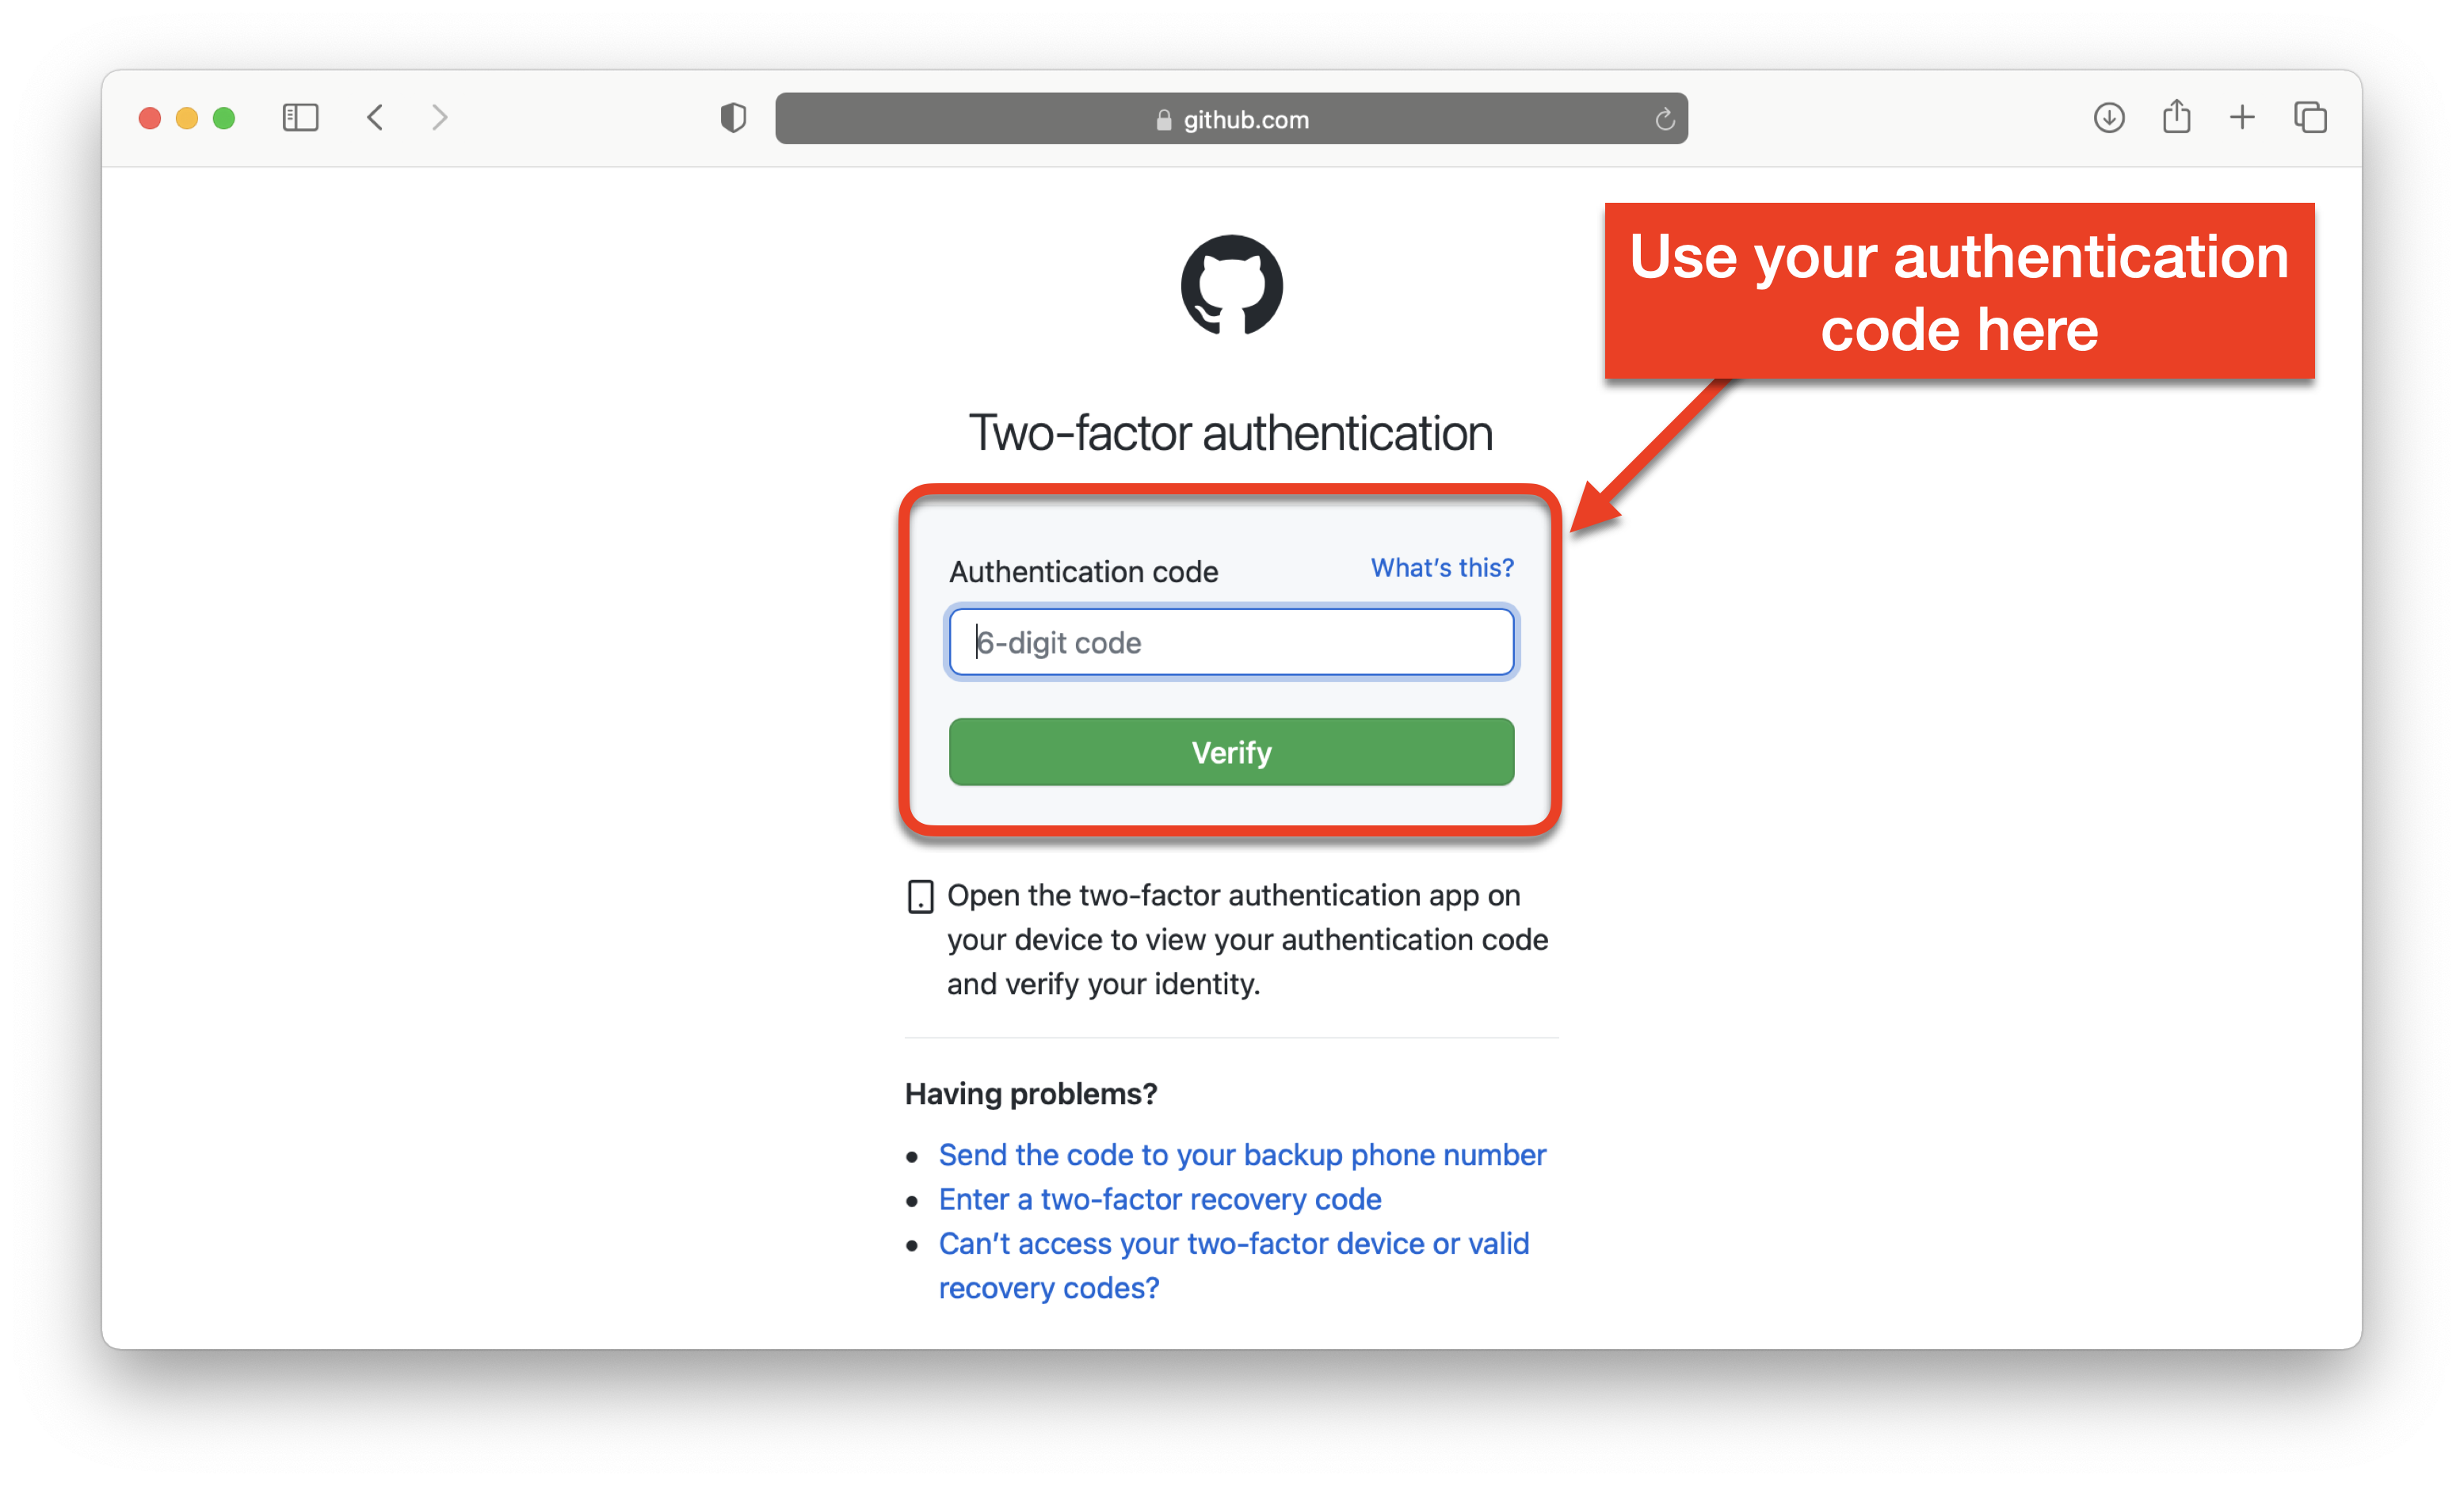 github.com
Use your authentication
code here
Two-factor authentication
Authentication code
What's this?
6-digit code
Verify
Open the two-factor authentication app on
your device to view your authentication code
and verify your identity.
Having problems?
• Send the code to your backup phone number
• Enter a two-factor recovery code
• Can't access your two-factor device or valid
recovery codes?